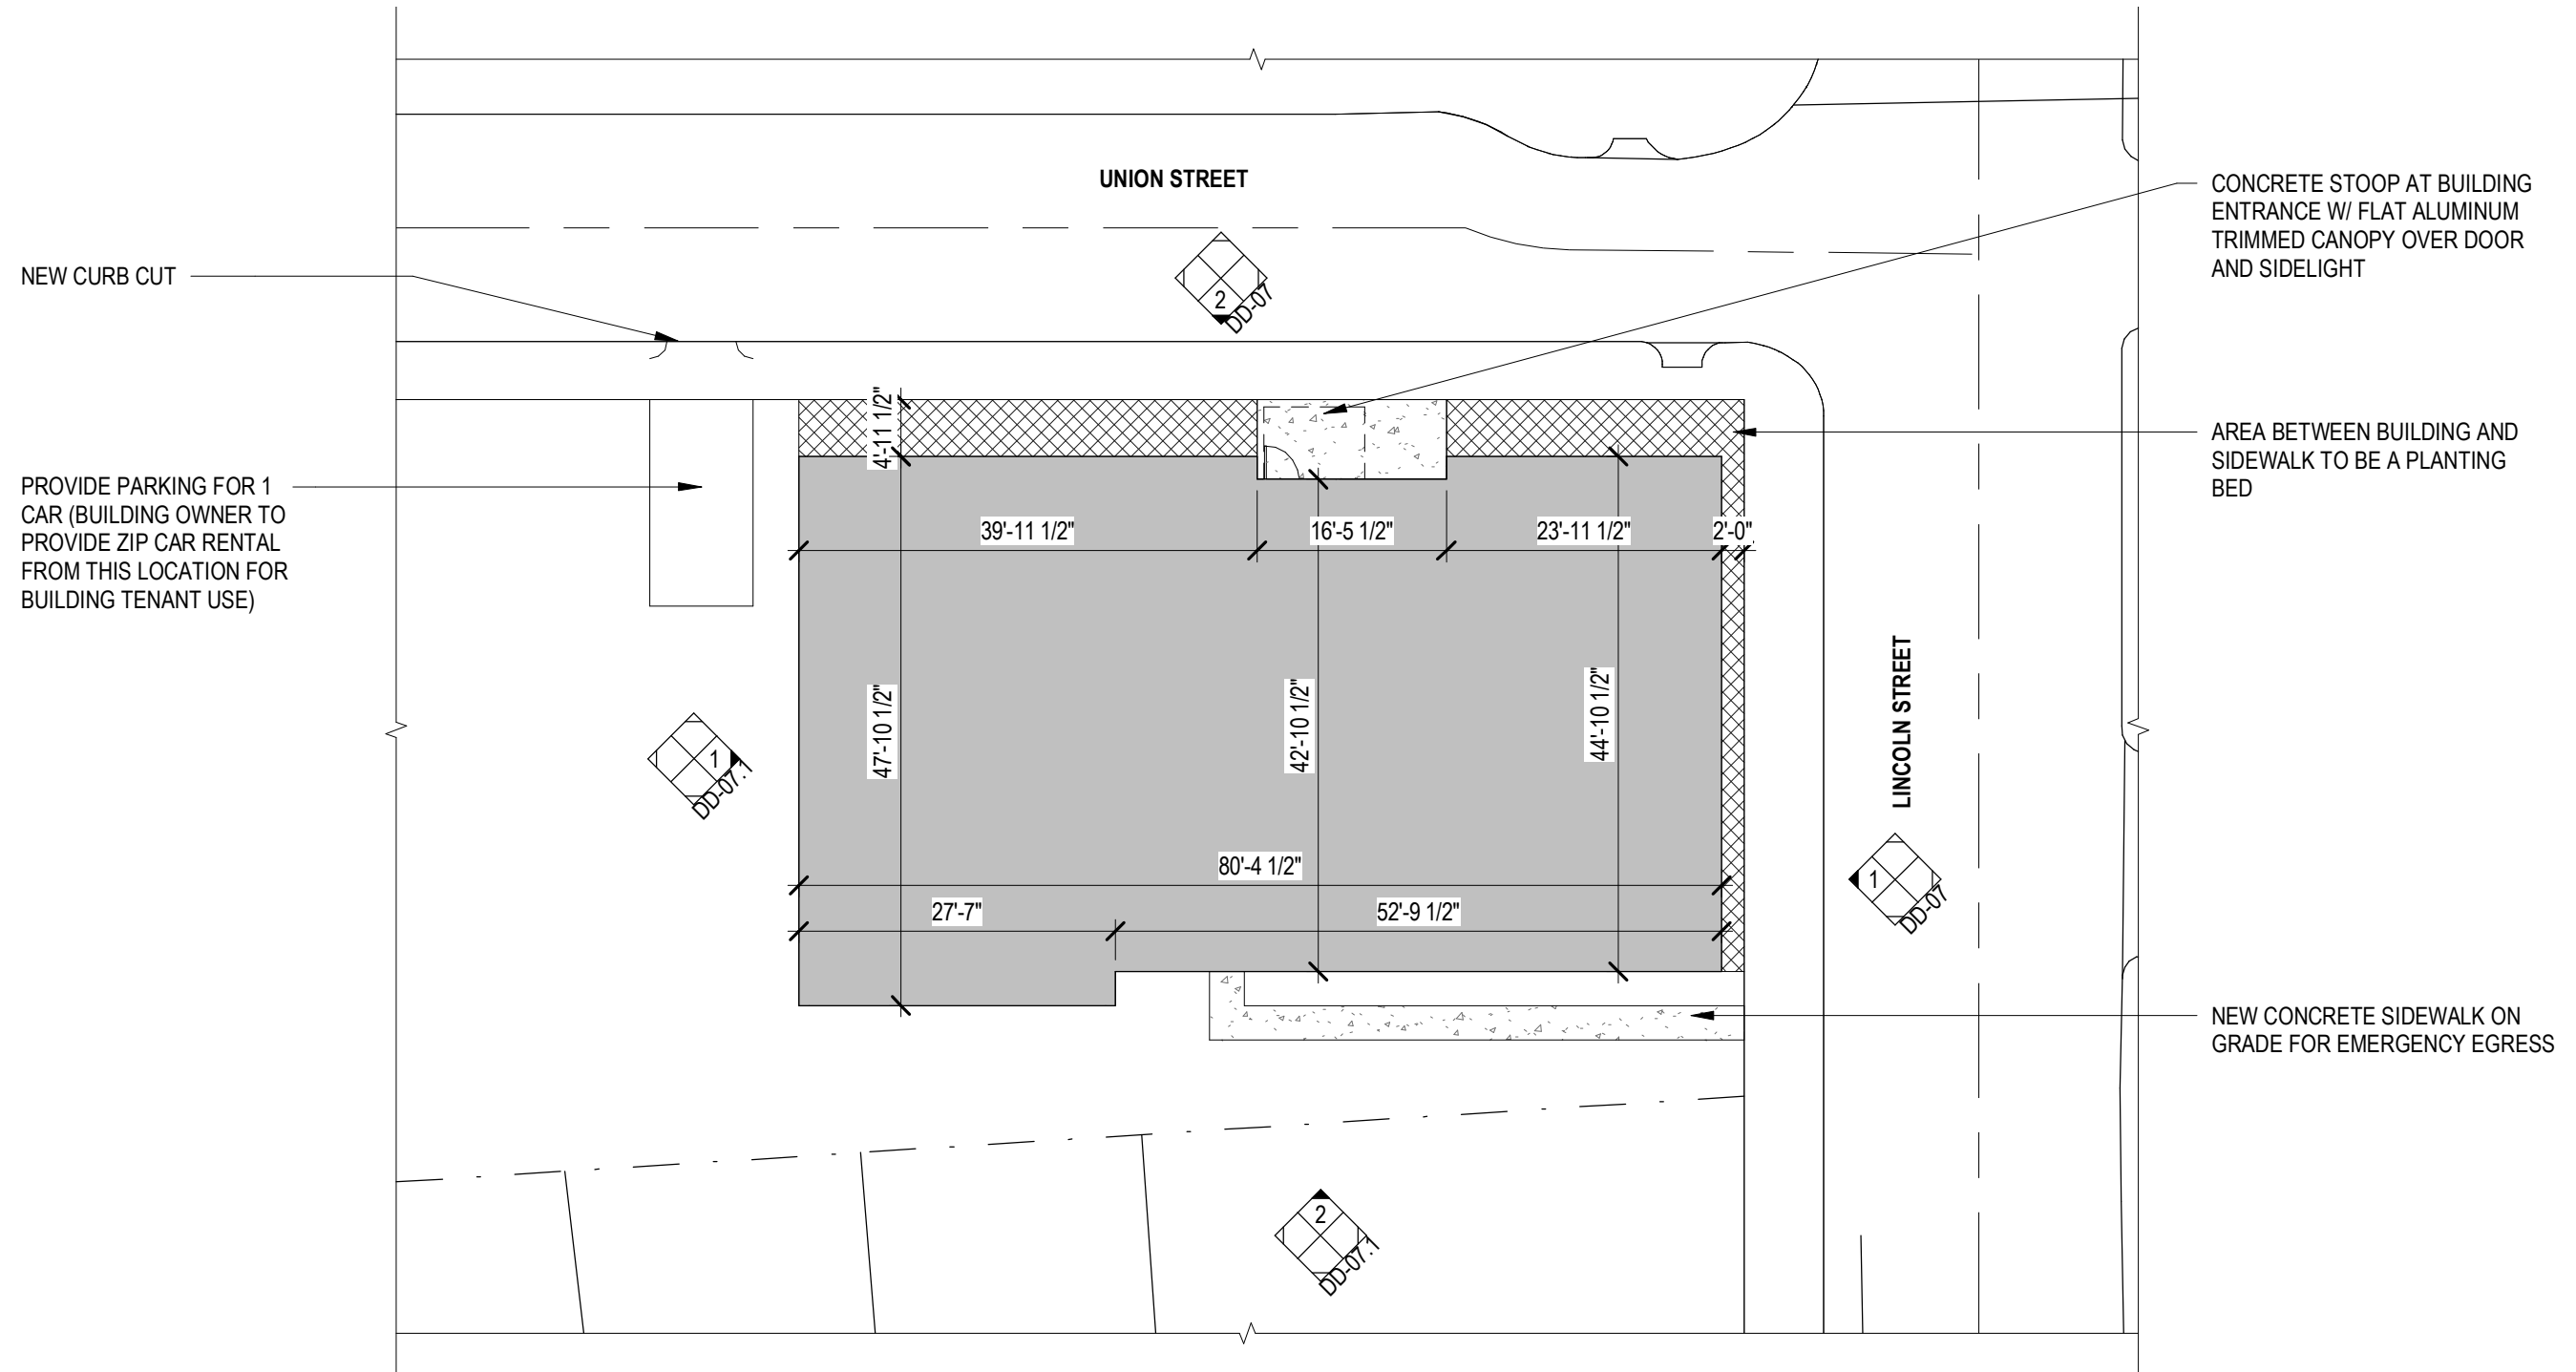 UNION STREET
NEW CURB CUT
PROVIDE PARKING FOR 1
CAR (BUILDING OWNER TO
PROVIDE ZIP CAR RENTAL
FROM THIS LOCATION FOR
BUILDING TENANT USE)
CONCRETE STOOP AT BUILDING
ENTRANCE W/ FLAT ALUMINUM
TRIMMED CANOPY OVER DOOR
AND SIDELIGHT
AREA BETWEEN BUILDING AND
SIDEWALK TO BE A PLANTING
BED
2
DD-07
4'-11 1/2"
39'-11 1/2"
16'-5 1/2"
23'-11 1/2"
2'-0"
47'-10 1/2"
42'-10 1/2"
44'-10 1/2"
LINCOLN STREET
1
DD-07.1
80'-4 1/2"
27'-7"
52'-9 1/2"
1
DD-07
NEW CONCRETE SIDEWALK ON
GRADE FOR EMERGENCY EGRESS
2
DD-07.1